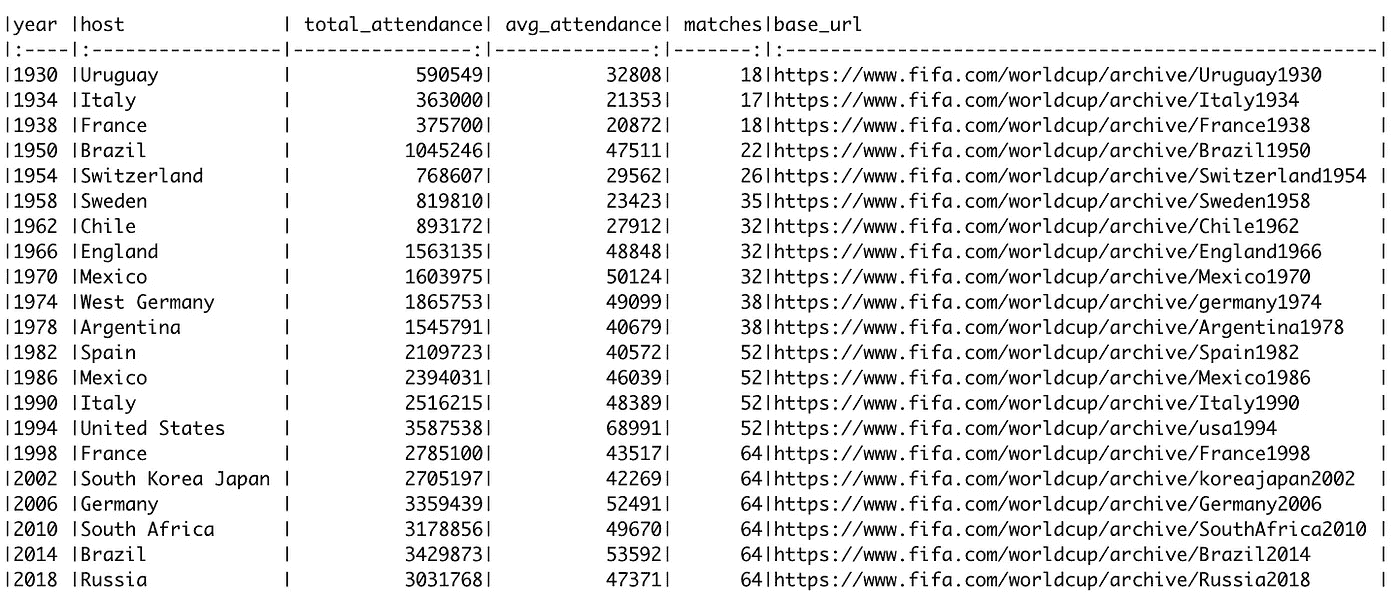 |year |host | total_attendance| avg_attendance| matches|base_url |
|:----|:-----------------|----------------:|--------------:|-------:|:------------------------------------------------------|
|1930 |Uruguay | 590549| 32808| 18|https://www.fifa.com/worldcup/archive/Uruguay1930 |
|1934 |Italy | 363000| 21353| 17|https://www.fifa.com/worldcup/archive/Italy1934 |
|1938 |France | 375700| 20872| 18|https://www.fifa.com/worldcup/archive/France1938 |
|1950 |Brazil | 1045246| 47511| 22|https://www.fifa.com/worldcup/archive/Brazil1950 |
|1954 |Switzerland | 768607| 29562| 26|https://www.fifa.com/worldcup/archive/Switzerland1954 |
|1958 |Sweden | 819810| 23423| 35|https://www.fifa.com/worldcup/archive/Sweden1958 |
|1962 |Chile | 893172| 27912| 32|https://www.fifa.com/worldcup/archive/Chile1962 |
|1966 |England | 1563135| 48848| 32|https://www.fifa.com/worldcup/archive/England1966 |
|1970 |Mexico | 1603975| 50124| 32|https://www.fifa.com/worldcup/archive/Mexico1970 |
|1974 |West Germany | 1865753| 49099| 38|https://www.fifa.com/worldcup/archive/germany1974 |
|1978 |Argentina | 1545791| 40679| 38|https://www.fifa.com/worldcup/archive/Argentina1978 |
|1982 |Spain | 2109723| 40572| 52|https://www.fifa.com/worldcup/archive/Spain1982 |
|1986 |Mexico | 2394031| 46039| 52|https://www.fifa.com/worldcup/archive/Mexico1986 |
|1990 |Italy | 2516215| 48389| 52|https://www.fifa.com/worldcup/archive/Italy1990 |
|1994 |United States | 3587538| 68991| 52|https://www.fifa.com/worldcup/archive/usa1994 |
|1998 |France | 2785100| 43517| 64|https://www.fifa.com/worldcup/archive/France1998 |
|2002 |South Korea Japan | 2705197| 42269| 64|https://www.fifa.com/worldcup/archive/koreajapan2002 |
|2006 |Germany | 3359439| 52491| 64|https://www.fifa.com/worldcup/archive/Germany2006 |
|2010 |South Africa | 3178856| 49670| 64|https://www.fifa.com/worldcup/archive/SouthAfrica2010 |
|2014 |Brazil | 3429873| 53592| 64|https://www.fifa.com/worldcup/archive/Brazil2014 |
|2018 |Russia | 3031768| 47371| 64|https://www.fifa.com/worldcup/archive/Russia2018 |